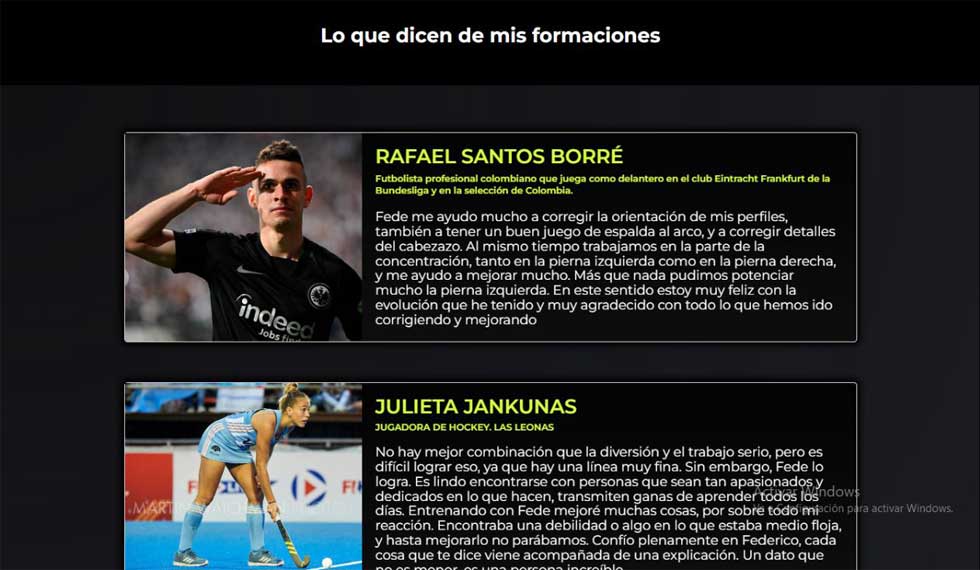 Lo que dicen de mis formaciones
RAFAEL SANTOS BORRÉ
Futbolista profesional colombiano que juega como delantero en el club Eintracht Frankfurt de la
Bundesliga y en la selección de Colombia.
Fede me ayudo mucho a corregir la orientación de mis perfiles,
también a tener un buen juego de espalda al arco, y a corregir detalles
del cabezazo. Al mismo tiempo trabajamos en la parte de la
concentración, tanto en la pierna izquierda como en la pierna derecha,
y me ayudo a mejorar mucho. Más que nada pudimos potenciar
mucho la pierna izquierda. En este sentido estoy muy feliz con la
evolución que he tenido y muy agradecido con todo lo que hemos ido
corrigiendo y mejorando
indeed
Jobs
JULIETA JANKUNAS
JUGADORA DE HOCKEY. LAS LEONAS
No hay mejor combinación que la diversión y el trabajo serio, pero es
difícil lograr eso, ya que hay una línea muy fina. Sin embargo, Fede lo
logra. Es lindo encontrarse con personas que sean tan apasionados y
dedicados en lo que hacen, transmiten ganas de aprender todos los
días. Entrenando con Fede mejoré muchas cosas, por sobre todo mi
reacción. Encontraba una debilidad o algo en lo que estaba medio floja,
y hasta mejorarlo no parábamos. Confío plenamente en Federico, cada
cosa que te dice viene acompañada de una explicación. Un dato que
no es menor, es una persona increíble
Activar Windows
Ve a Configuración para activar Windows.